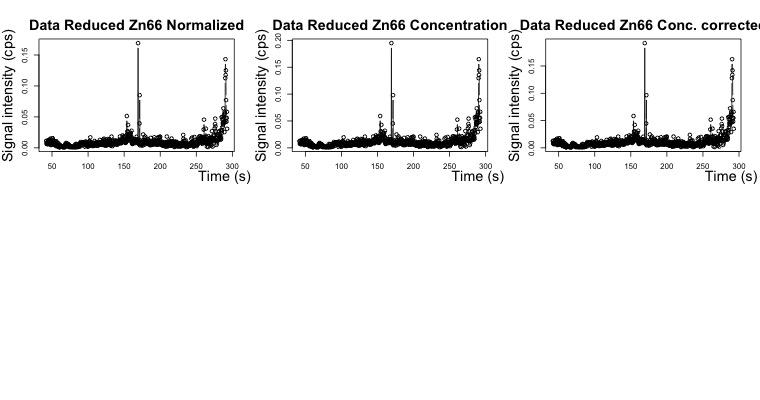 Data Reduced Zn66 Normalized
Signal intensity (cps)
0.00 0.05 0.10 0.15
50 100 150 200 250 300
Time (s)
Data Reduced Zn66 Concentration
Signal intensity (cps)
0.00 0.05 0.10 0.15 0.20
50 100 150 200 250 300
Time (s)
Data Reduced Zn66 Conc. corrected
Signal intensity (cps)
0.00 0.05 0.10 0.15
50 100 150 200 250 300
Time (s)